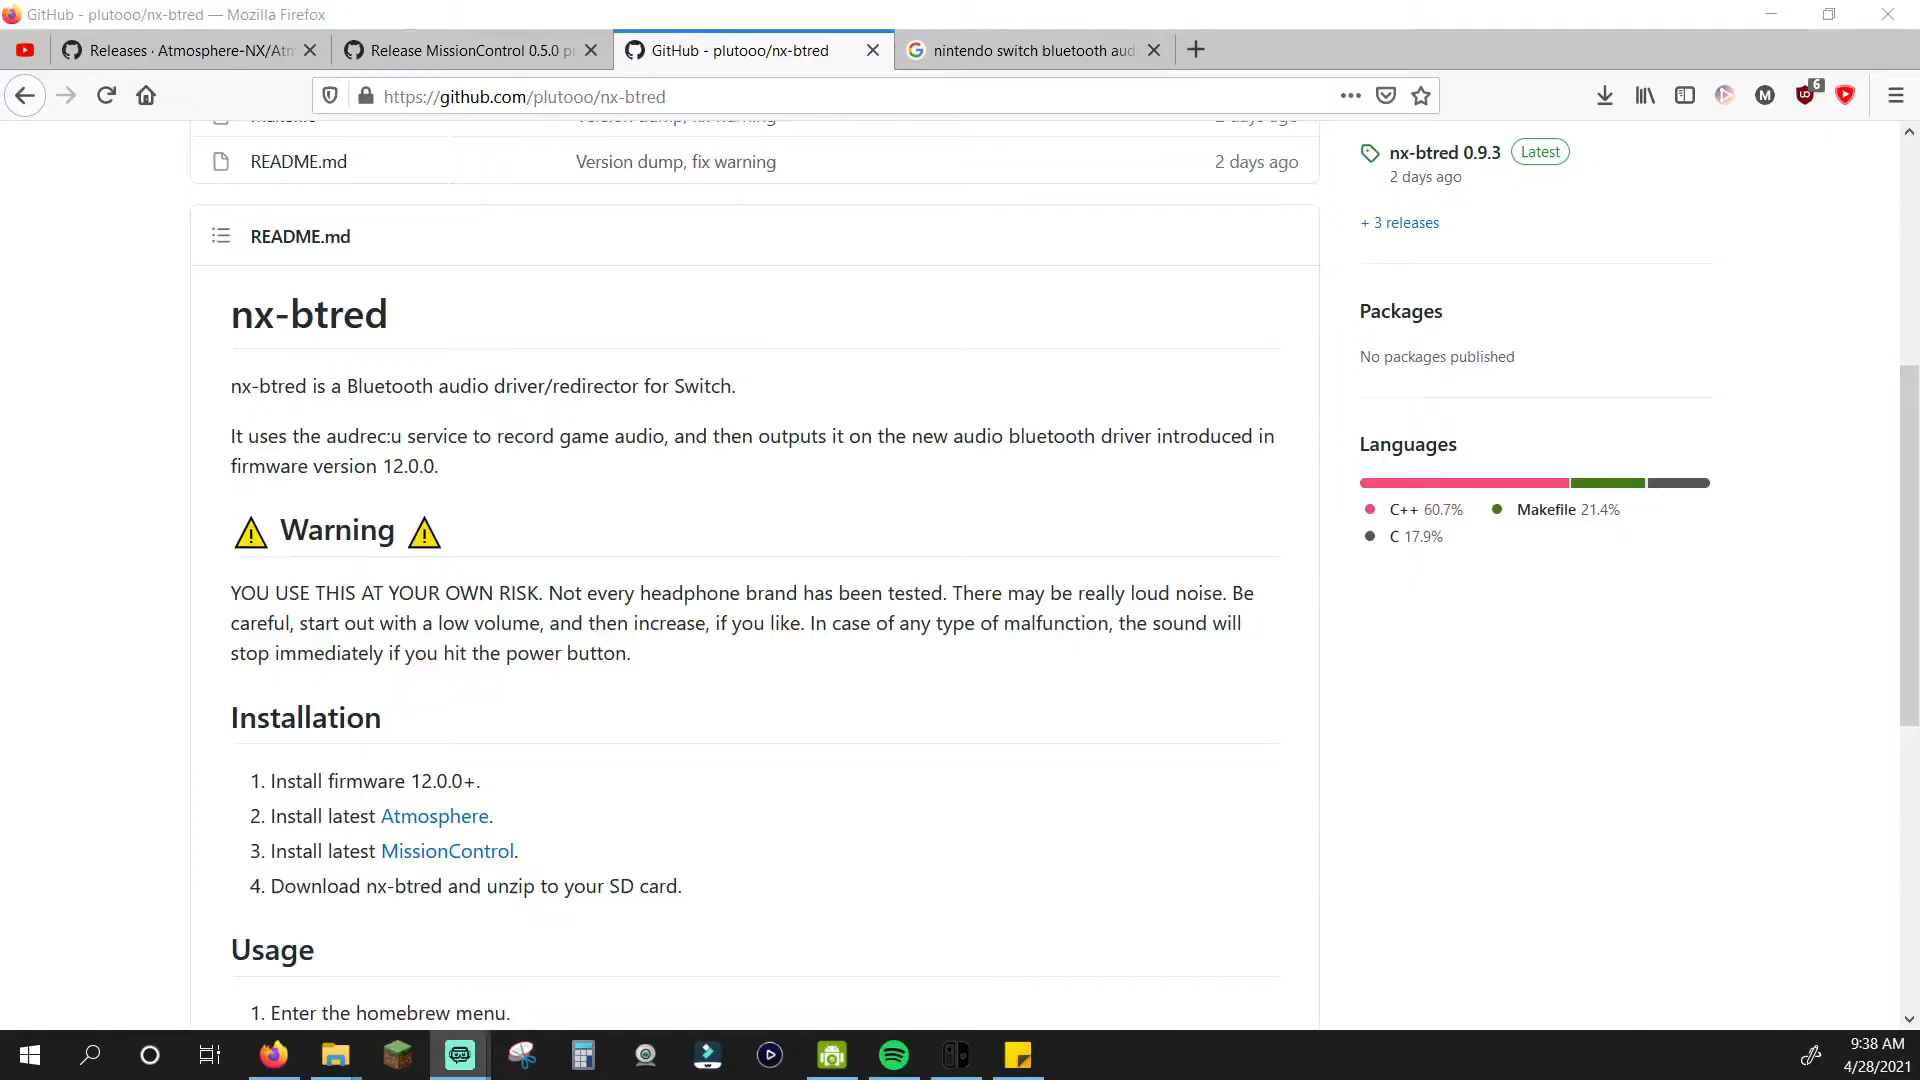 GitHub - plutooo/nx-btred — Mozilla Firefox
Releases · Atmosphere-NX/Atm
Release MissionControl 0.5.0 p
GitHub - plutooo/nx-btred
nintendo switch bluetooth aud
https://github.com/plutooo/nx-btred
6
README.md Version dump, fix warning 2 days ago
nx-btred 0.9.3 Latest
2 days ago
+ 3 releases
README.md
Packages
No packages published
nx-btred
nx-btred is a Bluetooth audio driver/redirector for Switch.
It uses the audrec:u service to record game audio, and then outputs it on the new audio bluetooth driver introduced in
firmware version 12.0.0.
Languages
C++ 60.7% Makefile 21.4%
C 17.9%
Warning
YOU USE THIS AT YOUR OWN RISK. Not every headphone brand has been tested. There may be really loud noise. Be
careful, start out with a low volume, and then increase, if you like. In case of any type of malfunction, the sound will
stop immediately if you hit the power button.
Installation
1. Install firmware 12.0.0+.
2. Install latest Atmosphere.
3. Install latest MissionControl.
4. Download nx-btred and unzip to your SD card.
Usage
1. Enter the homebrew menu.
9:38 AM
4/28/2021